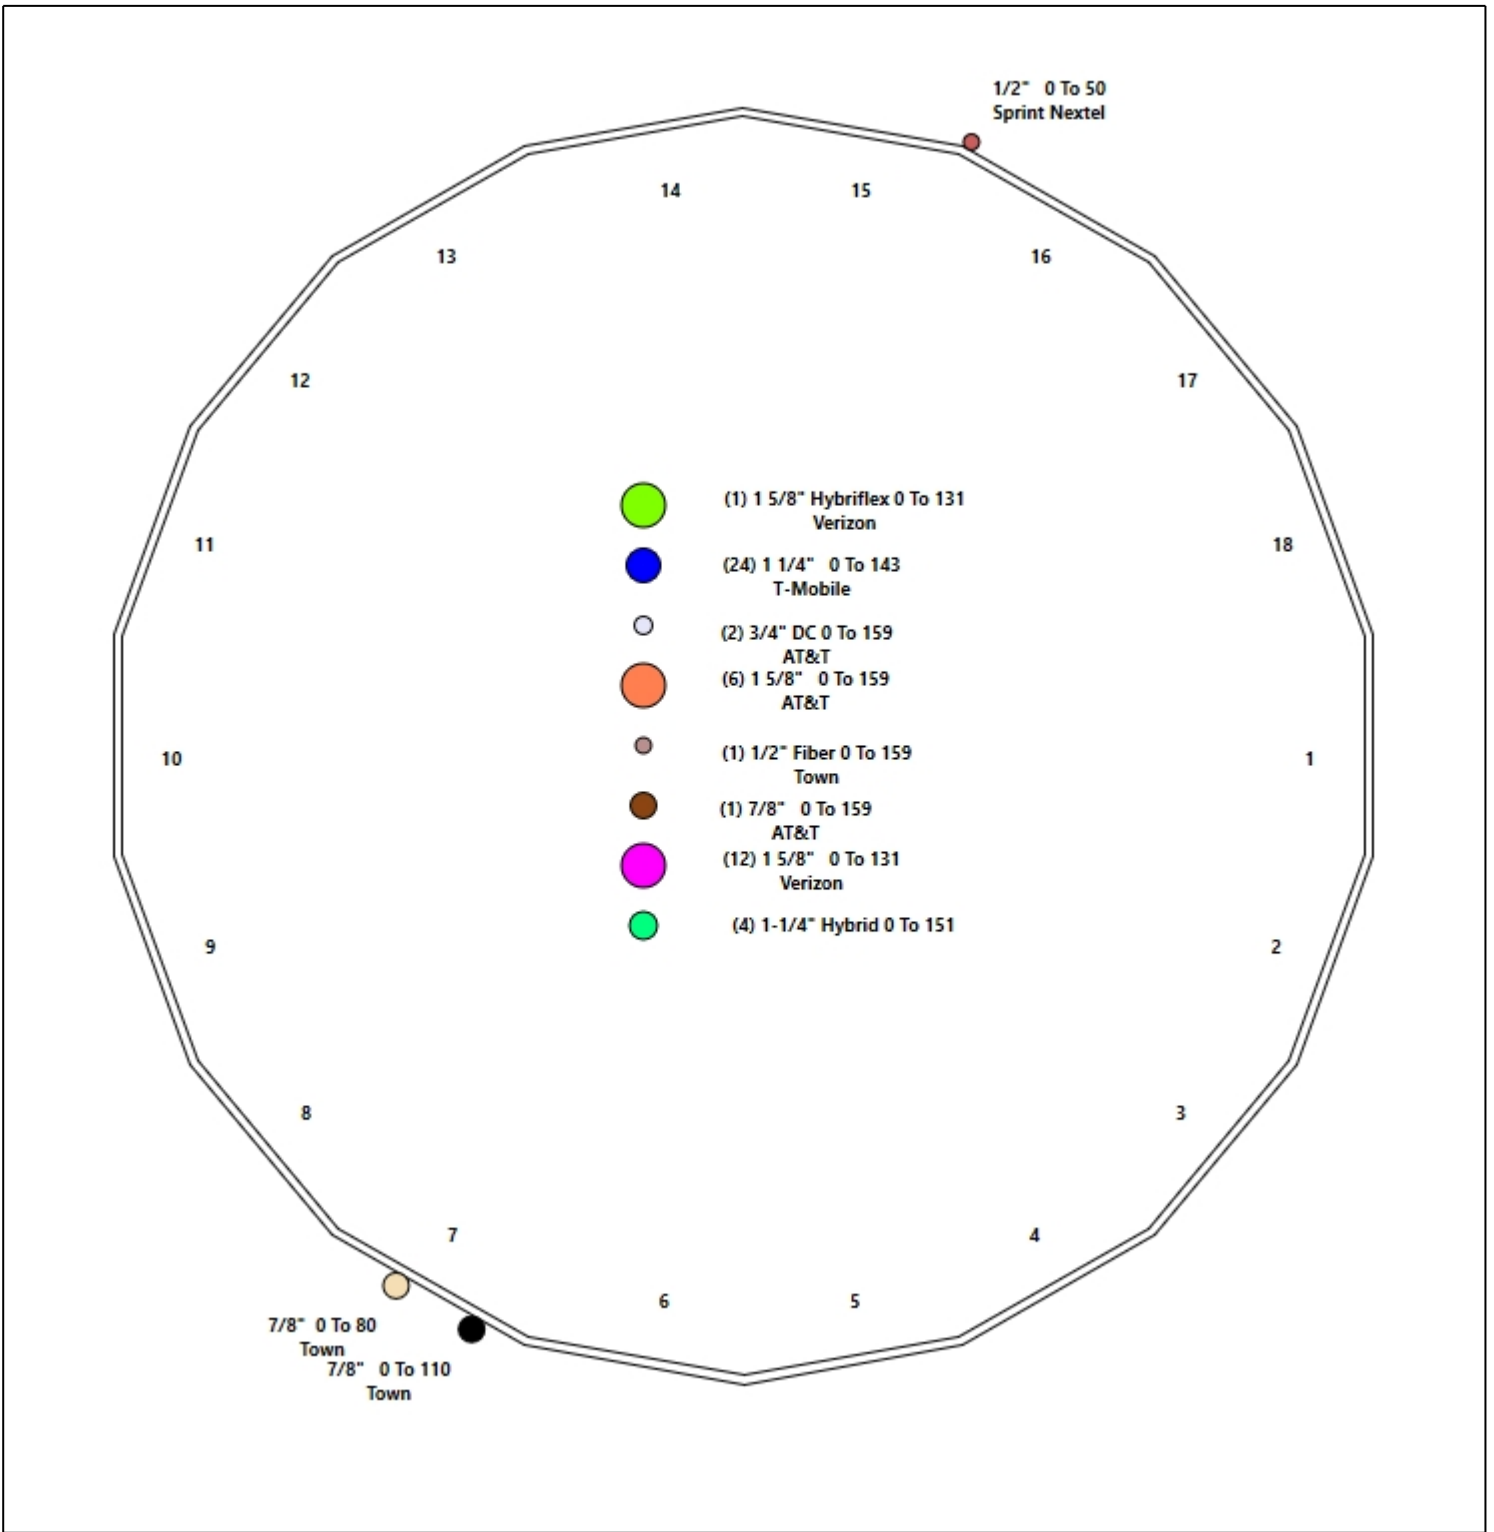 1/2" 0 To 50
Sprint Nextel
14
15
13
16
12
17
(1) 1 5/8" Hybriflex 0 To 131
Verizon
11
18
(24) 1 1/4" 0 To 143
T-Mobile
(2) 3/4" DC 0 To 159
AT&T
(6) 1 5/8" 0 To 159
AT&T
10
1
(1) 1/2" Fiber 0 To 159
Town
(1) 7/8" 0 To 159
AT&T
(12) 1 5/8" 0 To 131
Verizon
(4) 1-1/4" Hybrid 0 To 151
9
2
8
3
7
4
6
5
7/8" 0 To 80
Town
7/8" 0 To 110
Town